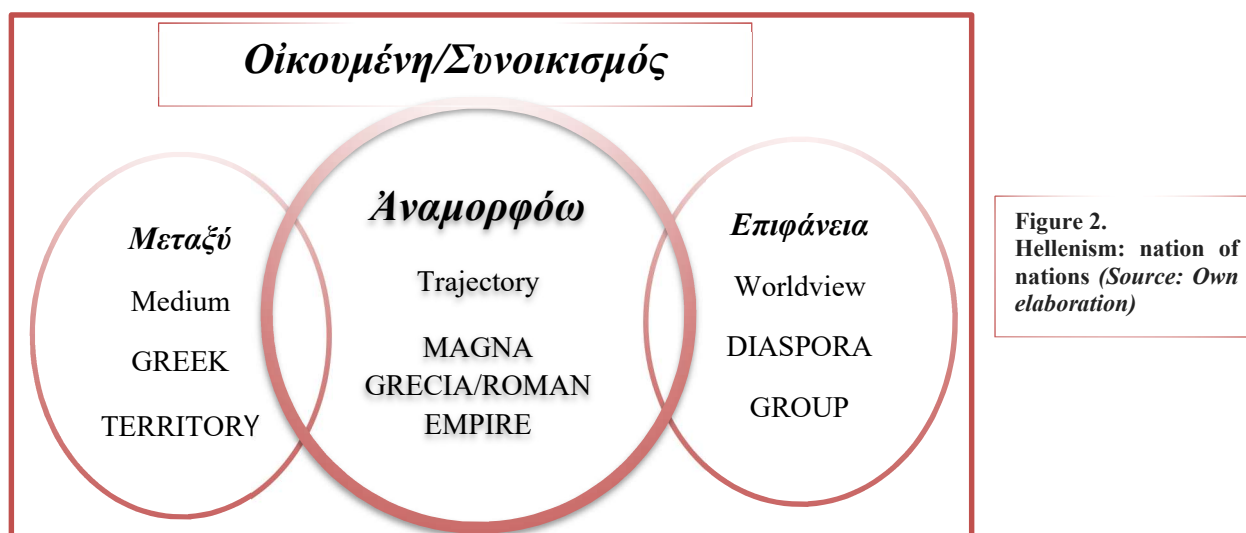 Οἰκουμένη/Συνοικισμός
Μεταξύ
Medium
GREEK
TERRITORY
Ἀναμορφόω
Trajectory
MAGNA
GRECIA/ROMAN
EMPIRE
Επιφάνεια
Worldview
DIASPORA
GROUP
Figure 2.
Hellenism: nation of
nations (Source: Own
elaboration)